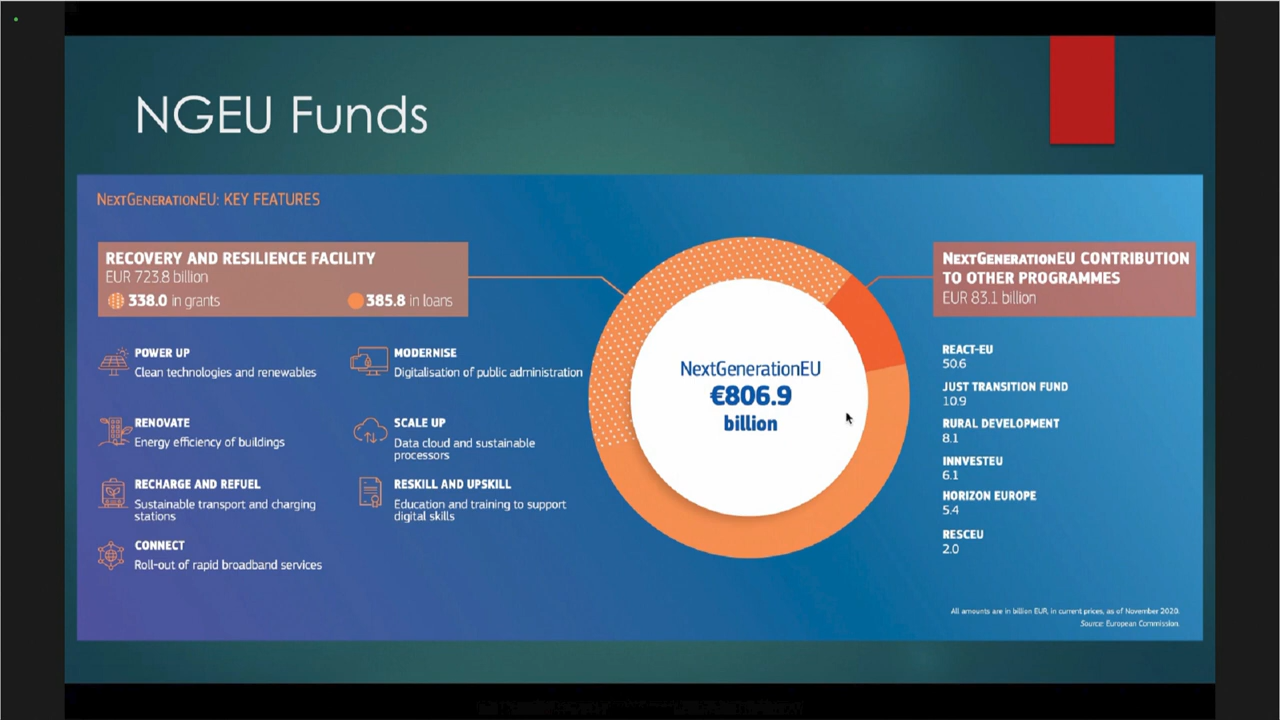 NGEU Funds
NEXTGENERATIONEU: KEY FEATURES
RECOVERY AND RESILIENCE FACILITY
EUR 723.8 billion
338.0 in grants
385.8 in loans
POWER UP
Clean technologies and renewables
RENOVATE
Energy efficiency of buildings
RECHARGE AND REFUEL
Sustainable transport and charging
stations
CONNECT
Roll-out of rapid broadband services
MODERNISE
Digitalisation of public administration
SCALE UP
Data cloud and sustainable
processors
RESKILL AND UPSKILL
Education and training to support
digital skills
NextGenerationEU
€806.9
billion
NEXTGENERATIONEU CONTRIBUTION
TO OTHER PROGRAMMES
EUR 83.1 billion
REACT-EU
50.6
JUST TRANSITION FUND
10.9
RURAL DEVELOPMENT
8.1
INNVESTEU
6.1
HORIZON EUROPE
5.4
RESCEU
2.0
All amounts are in billion EUR, in current prices, as of November 2020.
Source: European Commission.